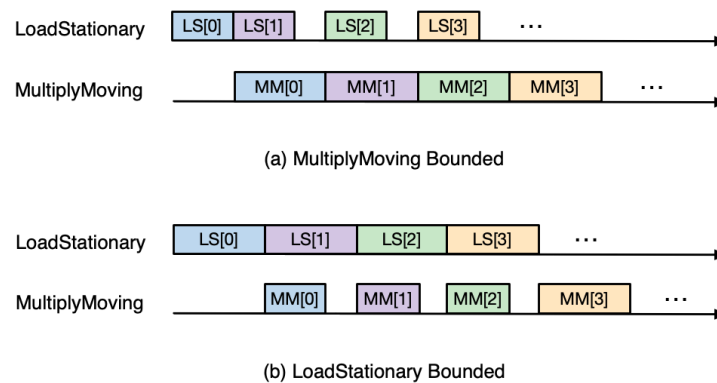 LoadStationary LS[0] LS[1] LS[2] LS[3] ...
MultiplyMoving MM[0] MM[1] MM[2] MM[3] ...
(a) MultiplyMoving Bounded
LoadStationary LS[0] LS[1] LS[2] LS[3] ...
MultiplyMoving MM[0] MM[1] MM[2] MM[3] ...
(b) LoadStationary Bounded